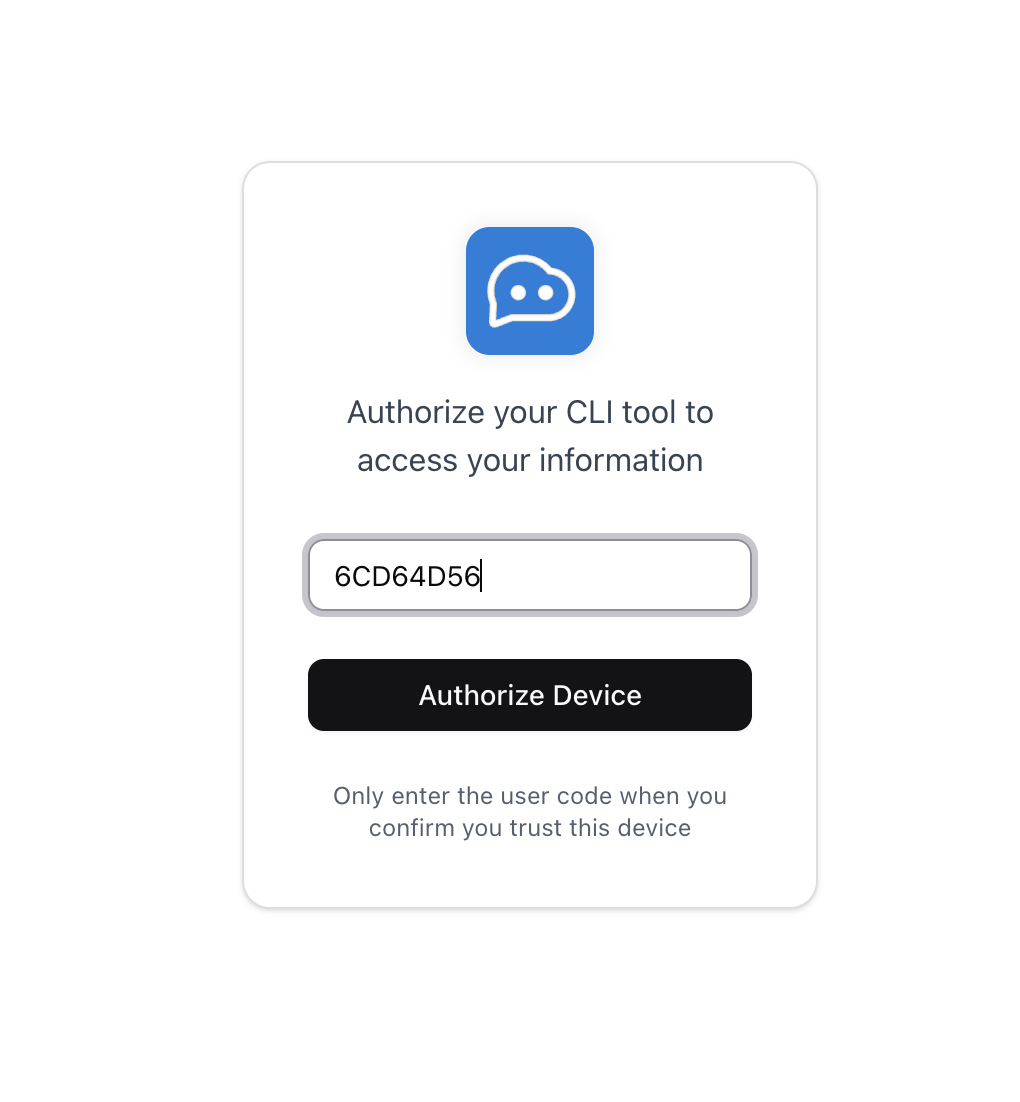 Authorize your CLI tool to
access your information
6CD64D56
Authorize Device
Only enter the user code when you
confirm you trust this device